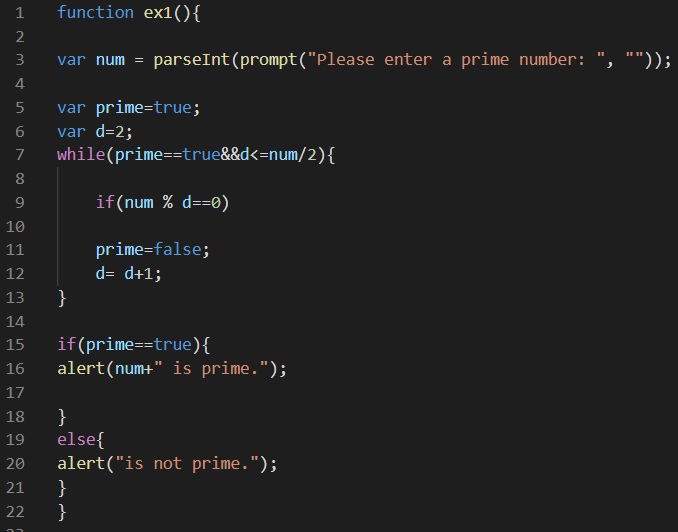 1 function ex1(){
2
3 var num = parseInt(prompt("Please enter a prime number: ", ""));
4
5 var prime=true;
6 var d=2;
7 while(prime==true&&d<=num/2){
8
9 if(num % d==0)
10
11 prime=false;
12 d= d+1;
13 }
14
15 if(prime==true){
16 alert(num+" is prime.");
17
18 }
19 else{
20 alert("is not prime.");
21 }
22 }